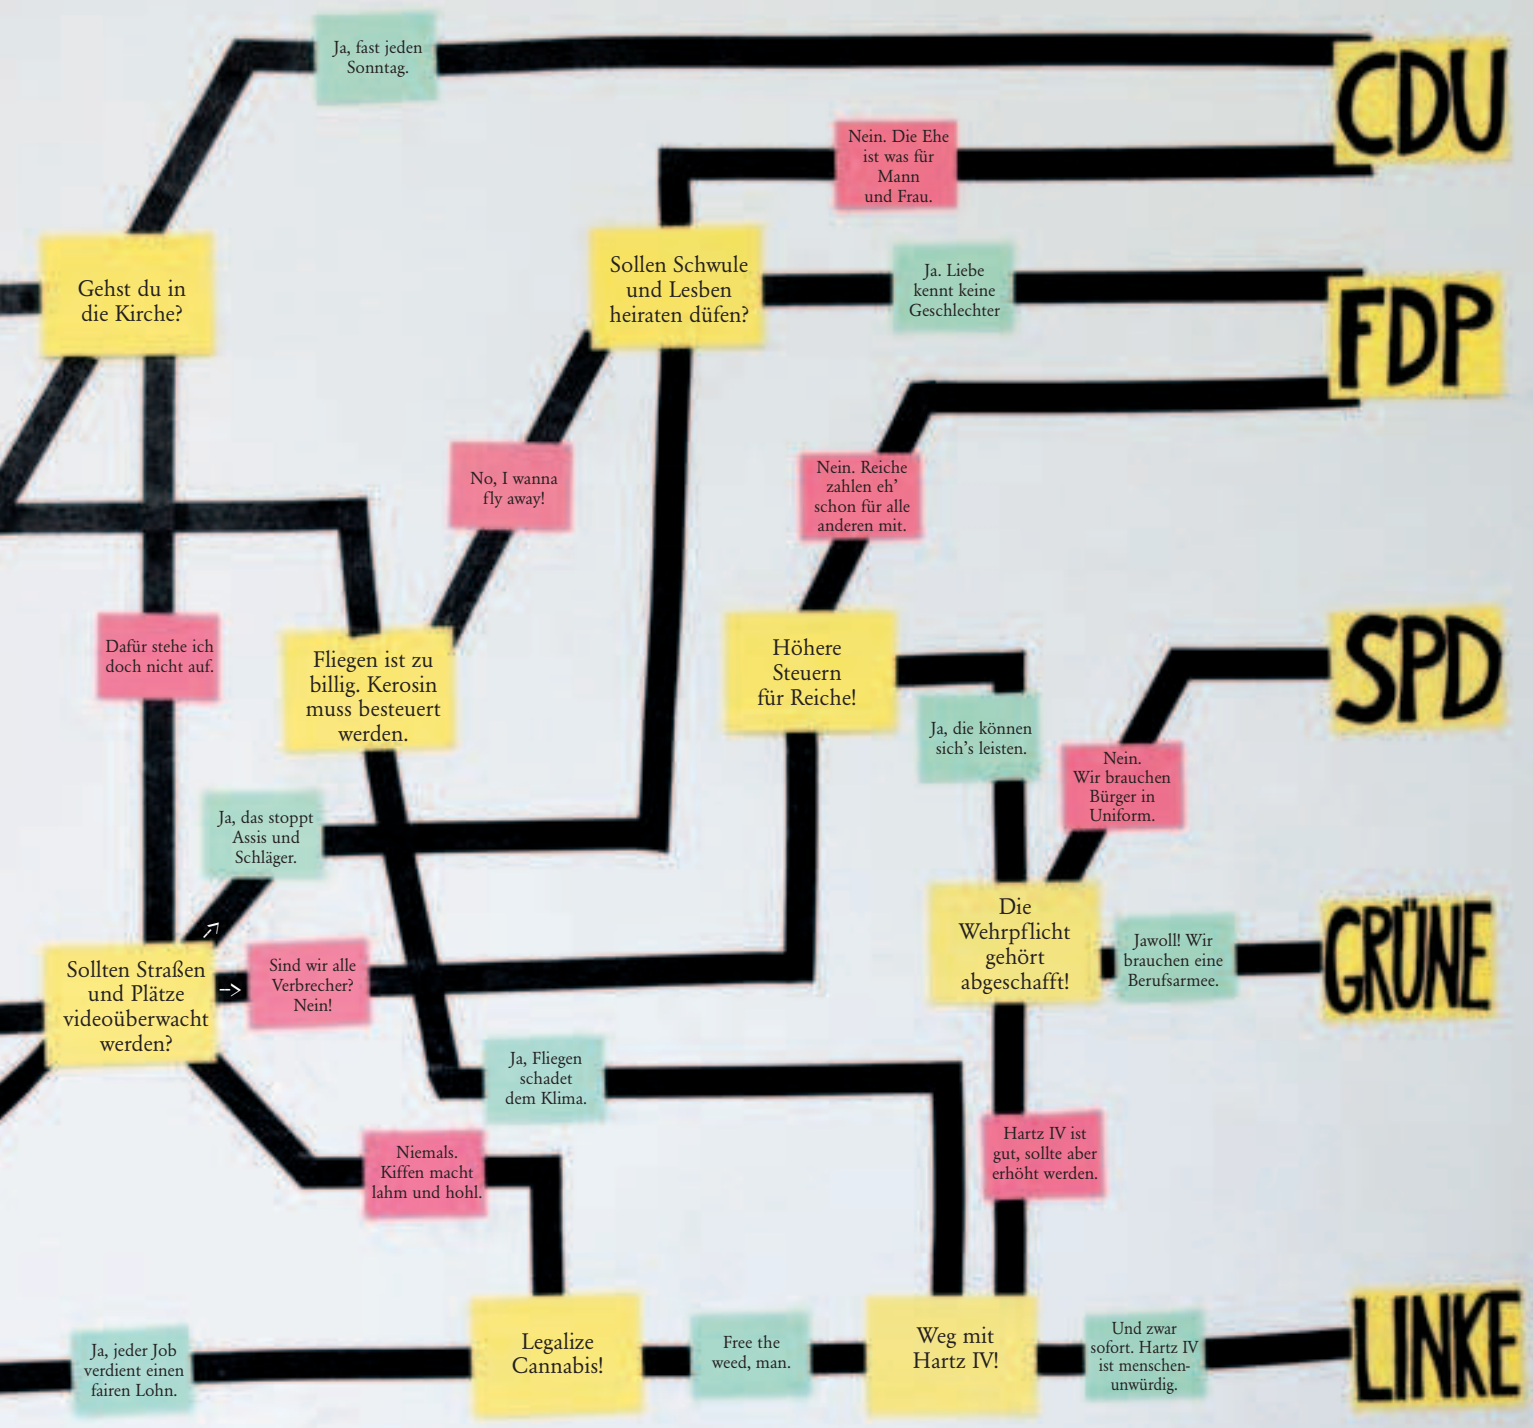 Ja, fast jeden
Sonntag.
CDU
Nein. Die Ehe
ist was für
Mann
und Frau.
Gehst du in
die Kirche?
Sollen Schwule
und Lesben
heiraten düfen?
Ja. Liebe
kennt keine
Geschlechter
FDP
No, I wanna
fly away!
Nein. Reiche
zahlen eh’
schon für alle
anderen mit.
Dafür stehe ich
doch nicht auf.
Fliegen ist zu
billig. Kerosin
muss besteuert
werden.
Höhere
Steuern
für Reiche!
SPD
Ja, die können
sich’s leisten.
Nein.
Wir brauchen
Bürger in
Uniform.
Ja, das stoppt
Assis und
Schläger.
Die
Wehrpflicht
gehört
abgeschafft!
Jawoll! Wir
brauchen eine
Berufsarmee.
GRÜNE
Sollten Straßen
und Plätze
videoüberwacht
werden?
Sind wir alle
Verbrecher?
Nein!
Ja, Fliegen
schadet
dem Klima.
Niemals.
Kiffen macht
lahm und hohl.
Hartz IV ist
gut, sollte aber
erhöht werden.
Ja, jeder Job
verdient einen
fairen Lohn.
Legalize
Cannabis!
Free the
weed, man.
Weg mit
Hartz IV!
Und zwar
sofort. Hartz IV
ist menschen-
unwürdig.
LINKE